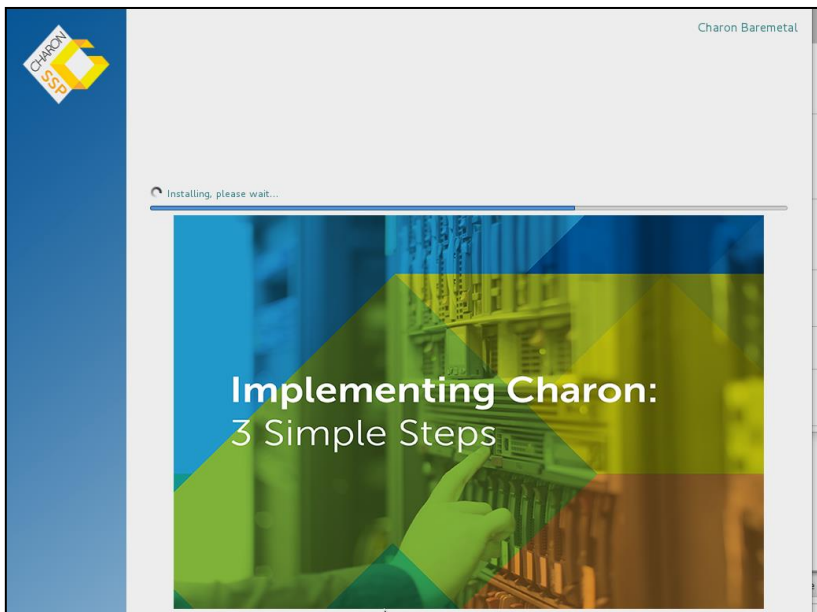 Charon Baremetal
CHARON
SSP
Installing, please wait...
Implementing Charon:
3 Simple Steps